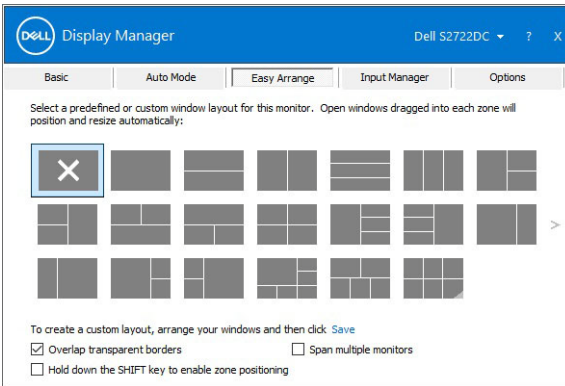 DELL Display Manager Dell S2722DC ? X
Basic Auto Mode Easy Arrange Input Manager Options
Select a predefined or custom window layout for this monitor. Open windows dragged into each zone will
position and resize automatically:
>
To create a custom layout, arrange your windows and then click Save
Overlap transparent borders Span multiple monitors
Hold down the SHIFT key to enable zone positioning